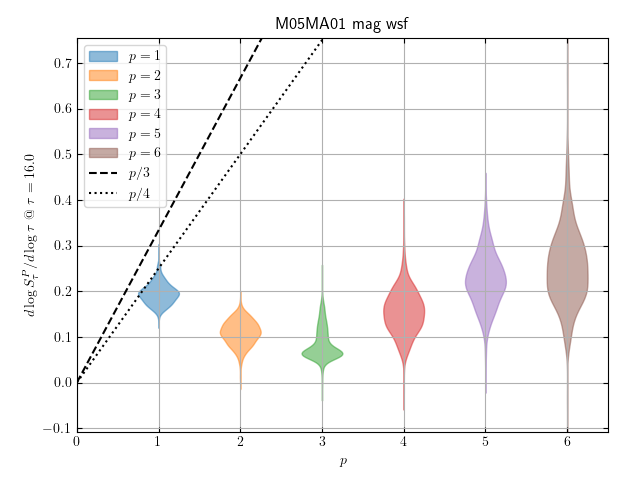 M05MA01 mag wsf
d log S_τ^P / d log τ @ τ = 16.0
0.7
0.6
0.5
0.4
0.3
0.2
0.1
0.0
−0.1
p = 1
p = 2
p = 3
p = 4
p = 5
p = 6
p/3
p/4
0 1 2 3 4 5 6
p